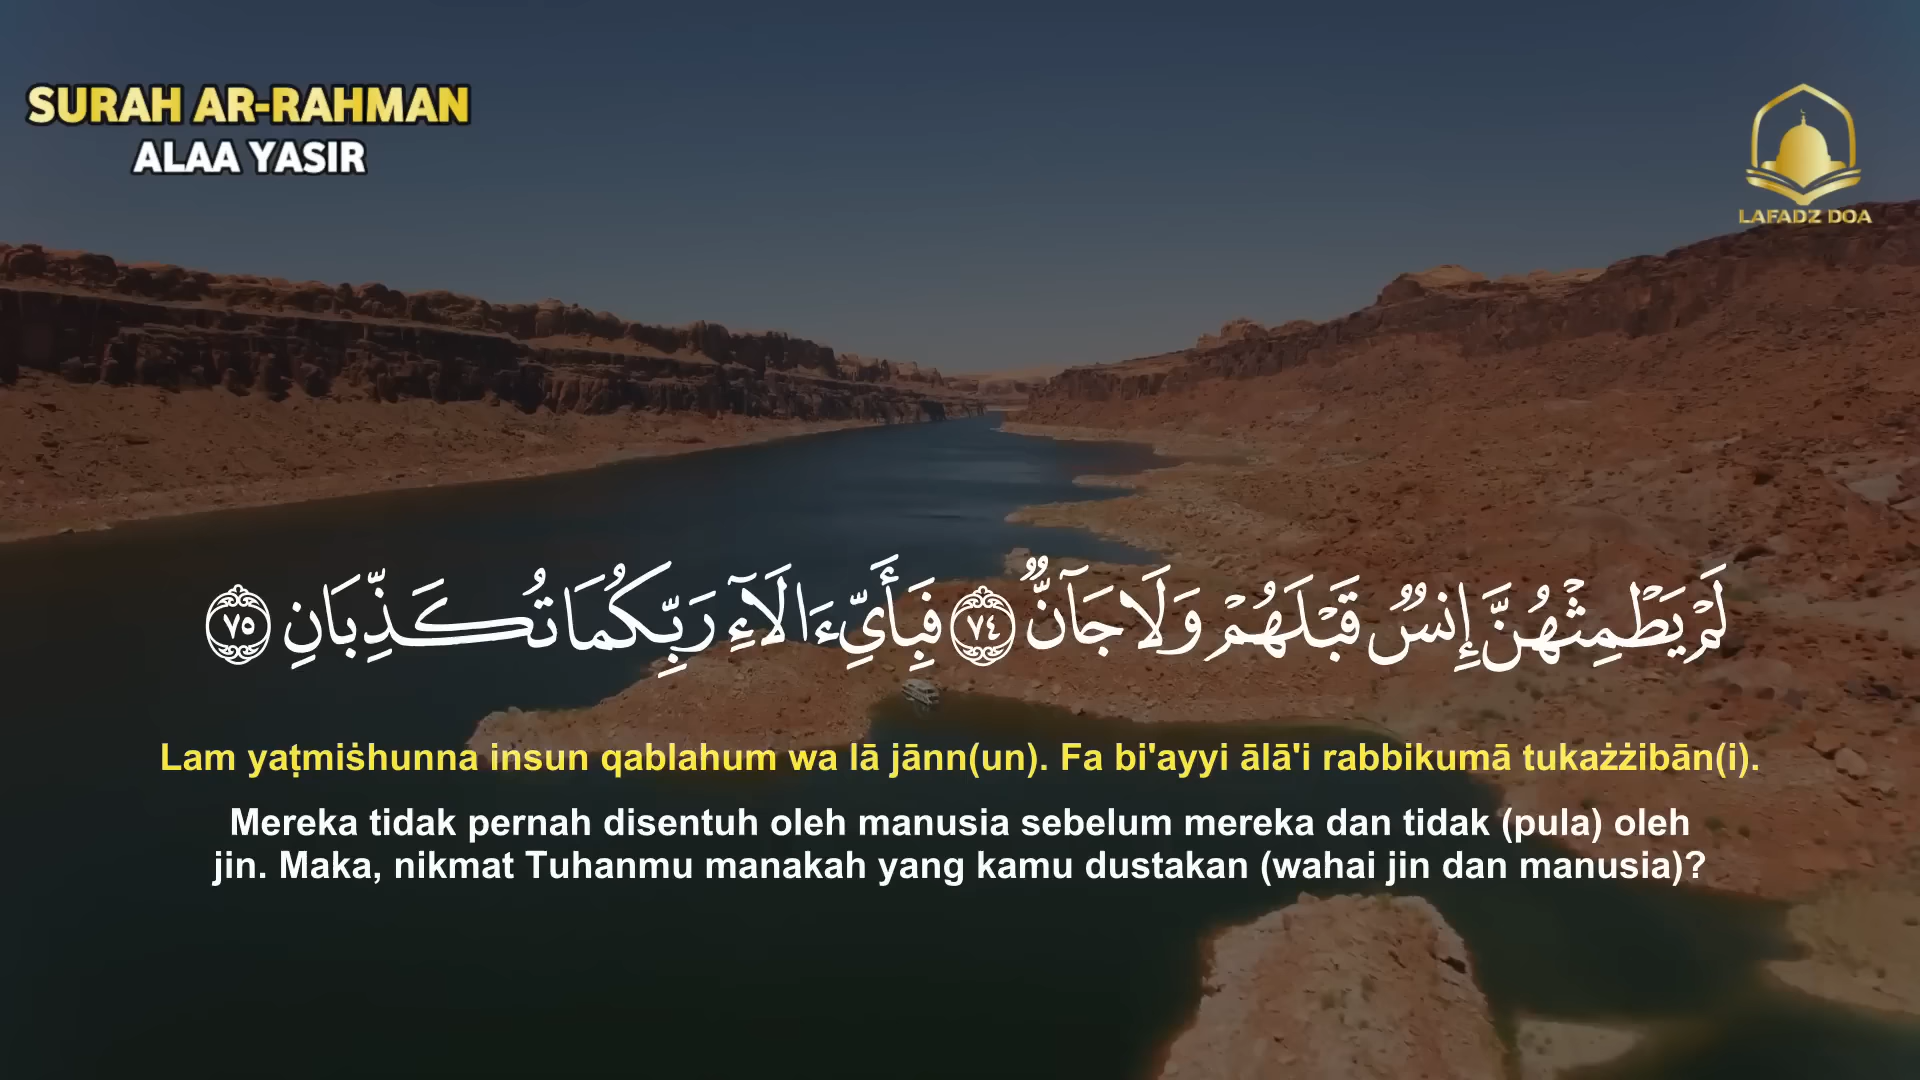 SURAH AR-RAHMAN
ALAA YASIR
LAFADZ DOA
لَمْ يَطْمِثْهُنَّ إِنسٌ قَبْلَهُمْ وَلَا جَآنٌّ ٧٤ فَبِأَيِّ ءَالَآءِ رَبِّكُمَا تُكَذِّبَانِ ٧٥
Lam yaṭmiṡhunna insun qablahum wa lā jānn(un). Fa bi'ayyi ālā'i rabbikumā tukażżibān(i).
Mereka tidak pernah disentuh oleh manusia sebelum mereka dan tidak (pula) oleh
jin. Maka, nikmat Tuhanmu manakah yang kamu dustakan (wahai jin dan manusia)?